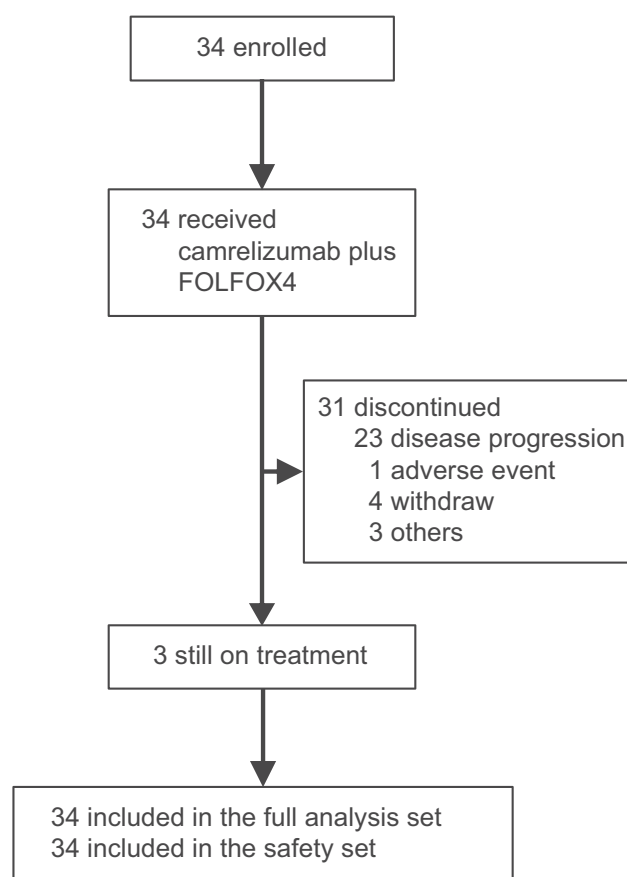 34 enrolled
34 received
camrelizumab plus
FOLFOX4
31 discontinued
23 disease progression
1 adverse event
4 withdraw
3 others
3 still on treatment
34 included in the full analysis set
34 included in the safety set